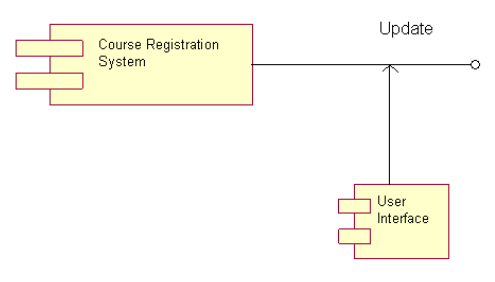 Update
Course Registration
System
User
Interface